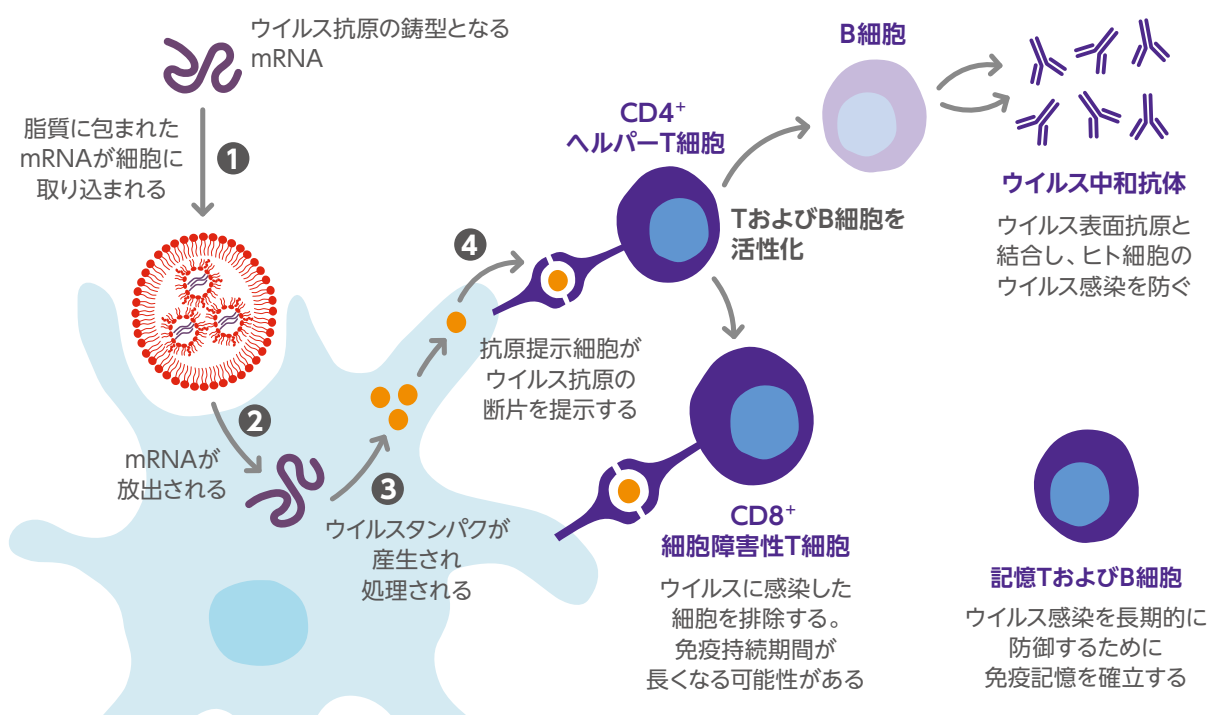 ウイルス抗原の鋳型となる
mRNA
脂質に包まれた
mRNAが細胞に
取り込まれる
1
2
mRNAが
放出される
3
ウイルスタンパクが
産生され
処理される
4
抗原提示細胞が
ウイルス抗原の
断片を提示する
CD4+
ヘルパーT細胞
TおよびB細胞を
活性化
B細胞
ウイルス中和抗体
ウイルス表面抗原と
結合し、ヒト細胞の
ウイルス感染を防ぐ
CD8+
細胞障害性T細胞
ウイルスに感染した
細胞を排除する。
免疫持続期間が
長くなる可能性がある
記憶TおよびB細胞
ウイルス感染を長期的に
防御するために
免疫記憶を確立する